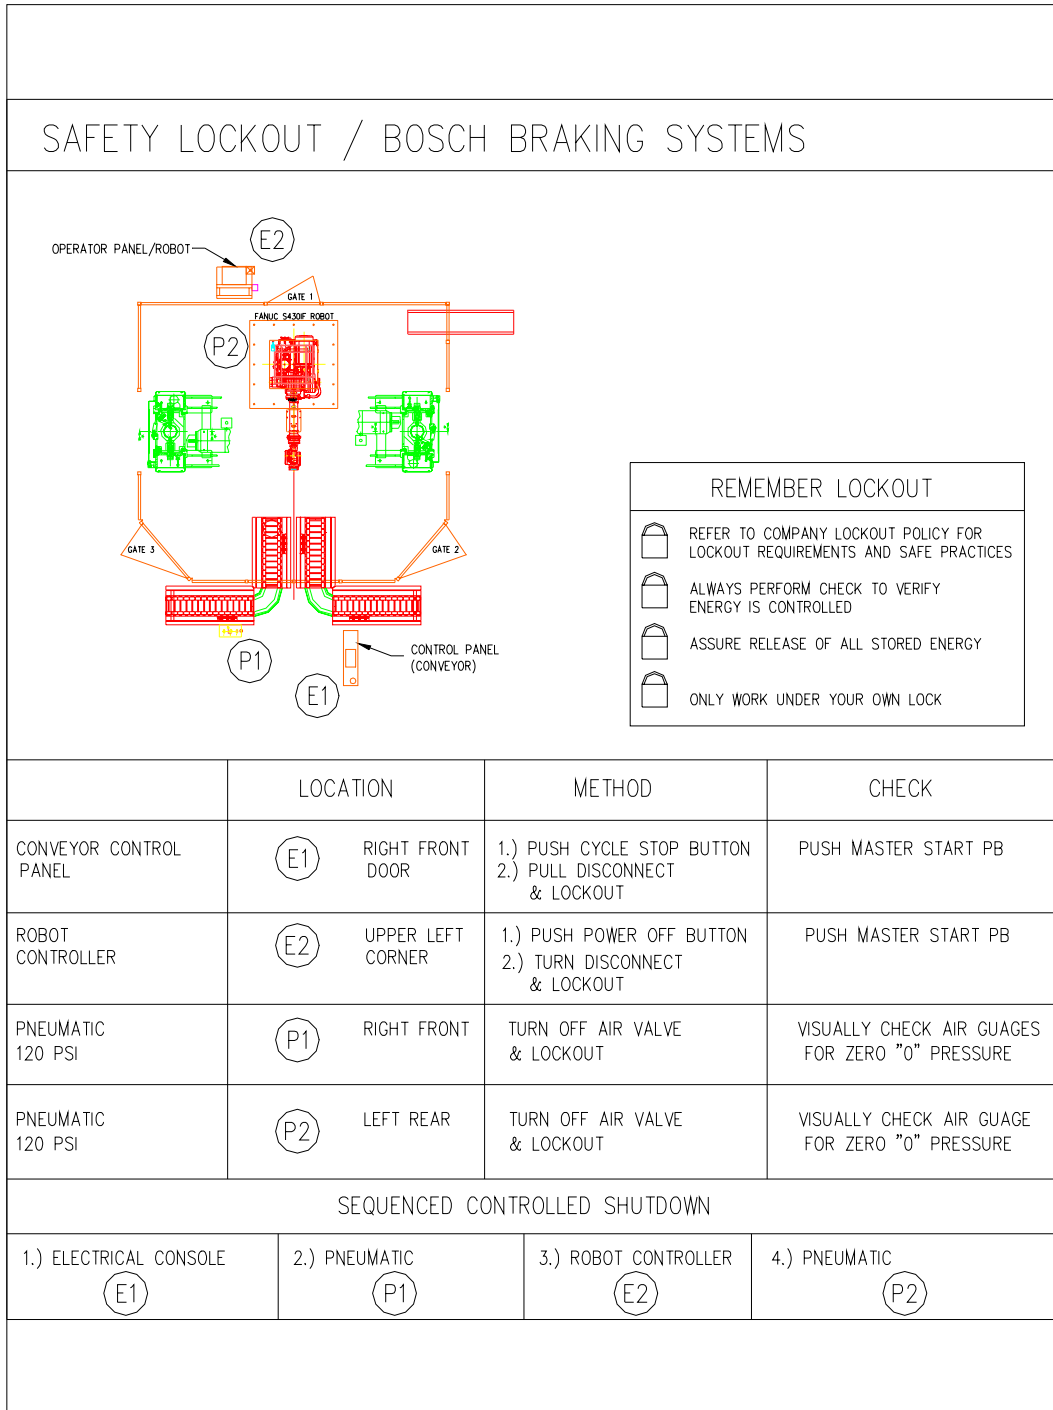 SAFETY LOCKOUT / BOSCH BRAKING SYSTEMS
E2
OPERATOR PANEL/ROBOT
GATE 1
FANUC S430IF ROBOT
P2
GATE 3
GATE 2
P1
CONTROL PANEL
(CONVEYOR)
E1
REMEMBER LOCKOUT
REFER TO COMPANY LOCKOUT POLICY FOR
LOCKOUT REQUIREMENTS AND SAFE PRACTICES
ALWAYS PERFORM CHECK TO VERIFY
ENERGY IS CONTROLLED
ASSURE RELEASE OF ALL STORED ENERGY
ONLY WORK UNDER YOUR OWN LOCK
LOCATION
METHOD
CHECK
CONVEYOR CONTROL
PANEL
E1
RIGHT FRONT
DOOR
1.) PUSH CYCLE STOP BUTTON
2.) PULL DISCONNECT
& LOCKOUT
PUSH MASTER START PB
ROBOT
CONTROLLER
E2
UPPER LEFT
CORNER
1.) PUSH POWER OFF BUTTON
2.) TURN DISCONNECT
& LOCKOUT
PUSH MASTER START PB
PNEUMATIC
120 PSI
P1
RIGHT FRONT
TURN OFF AIR VALVE
& LOCKOUT
VISUALLY CHECK AIR GUAGES
FOR ZERO "0" PRESSURE
PNEUMATIC
120 PSI
P2
LEFT REAR
TURN OFF AIR VALVE
& LOCKOUT
VISUALLY CHECK AIR GUAGE
FOR ZERO "0" PRESSURE
SEQUENCED CONTROLLED SHUTDOWN
1.) ELECTRICAL CONSOLE
E1
2.) PNEUMATIC
P1
3.) ROBOT CONTROLLER
E2
4.) PNEUMATIC
P2